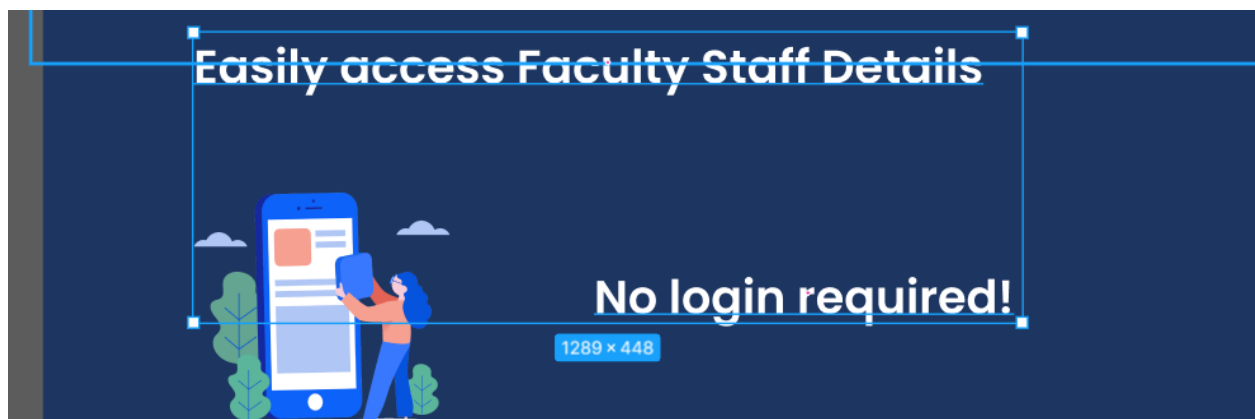 Easily access Faculty Staff Details
No login required!
1289 × 448